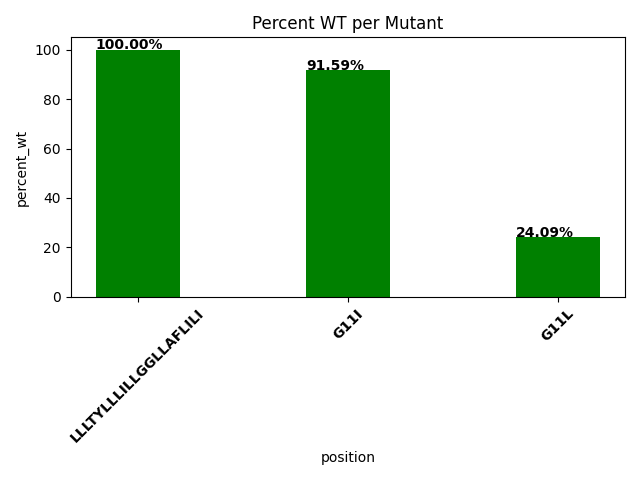 Percent WT per Mutant
percent_wt
100
80
60
40
20
0
100.00%
91.59%
24.09%
LLLTYLLLILLGGLLAFLILI
G11I
G11L
position